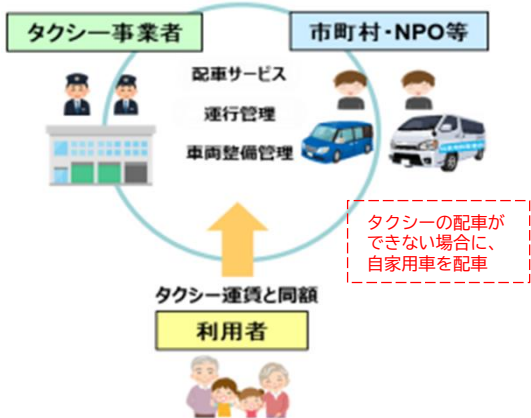 タクシー事業者
市町村・NPO等
配車サービス
運行管理
車両整備管理
タクシーの配車が
できない場合に、
自家用車を配車
タクシー運賃と同額
利用者